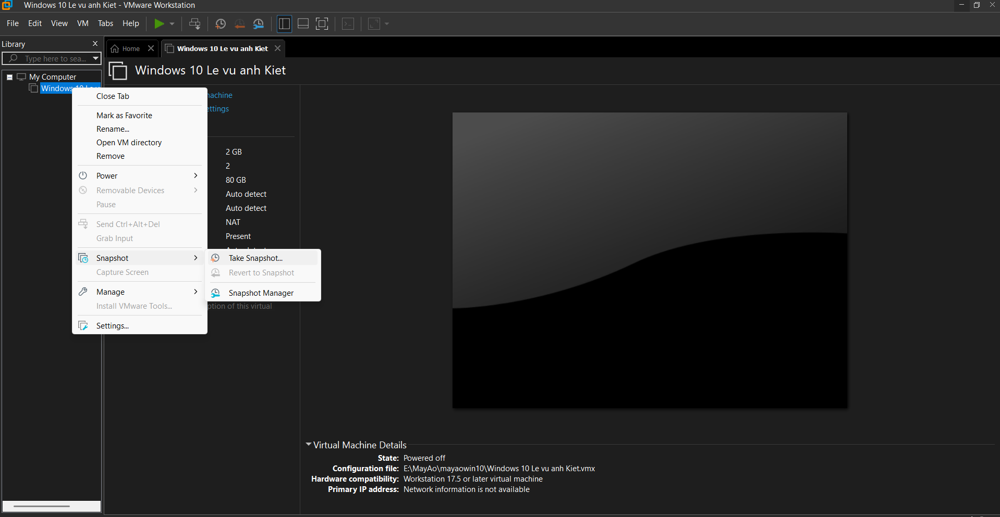 Windows 10 Le vu anh Kiet - VMware Workstation
File Edit View VM Tabs Help
Library
Type here to sea...
Home
Windows 10 Le vu anh Kiet
Windows 10 Le vu anh Kiet
My Computer
Windows 10 Le v
Close Tab
Mark as Favorite
Rename...
Open VM directory
Remove
Power
Removable Devices
Pause
Send Ctrl+Alt+Del
Grab Input
Snapshot
Capture Screen
Manage
Install VMware Tools...
Settings...
Take Snapshot...
Revert to Snapshot
Snapshot Manager
nachine
ettings
2 GB
2
80 GB
Auto detect
Auto detect
NAT
Present
ption of this virtual
Virtual Machine Details
State: Powered off
Configuration file: E:\MayAo\mayaowin10\Windows 10 Le vu anh Kiet.vmx
Hardware compatibility: Workstation 17.5 or later virtual machine
Primary IP address: Network information is not available